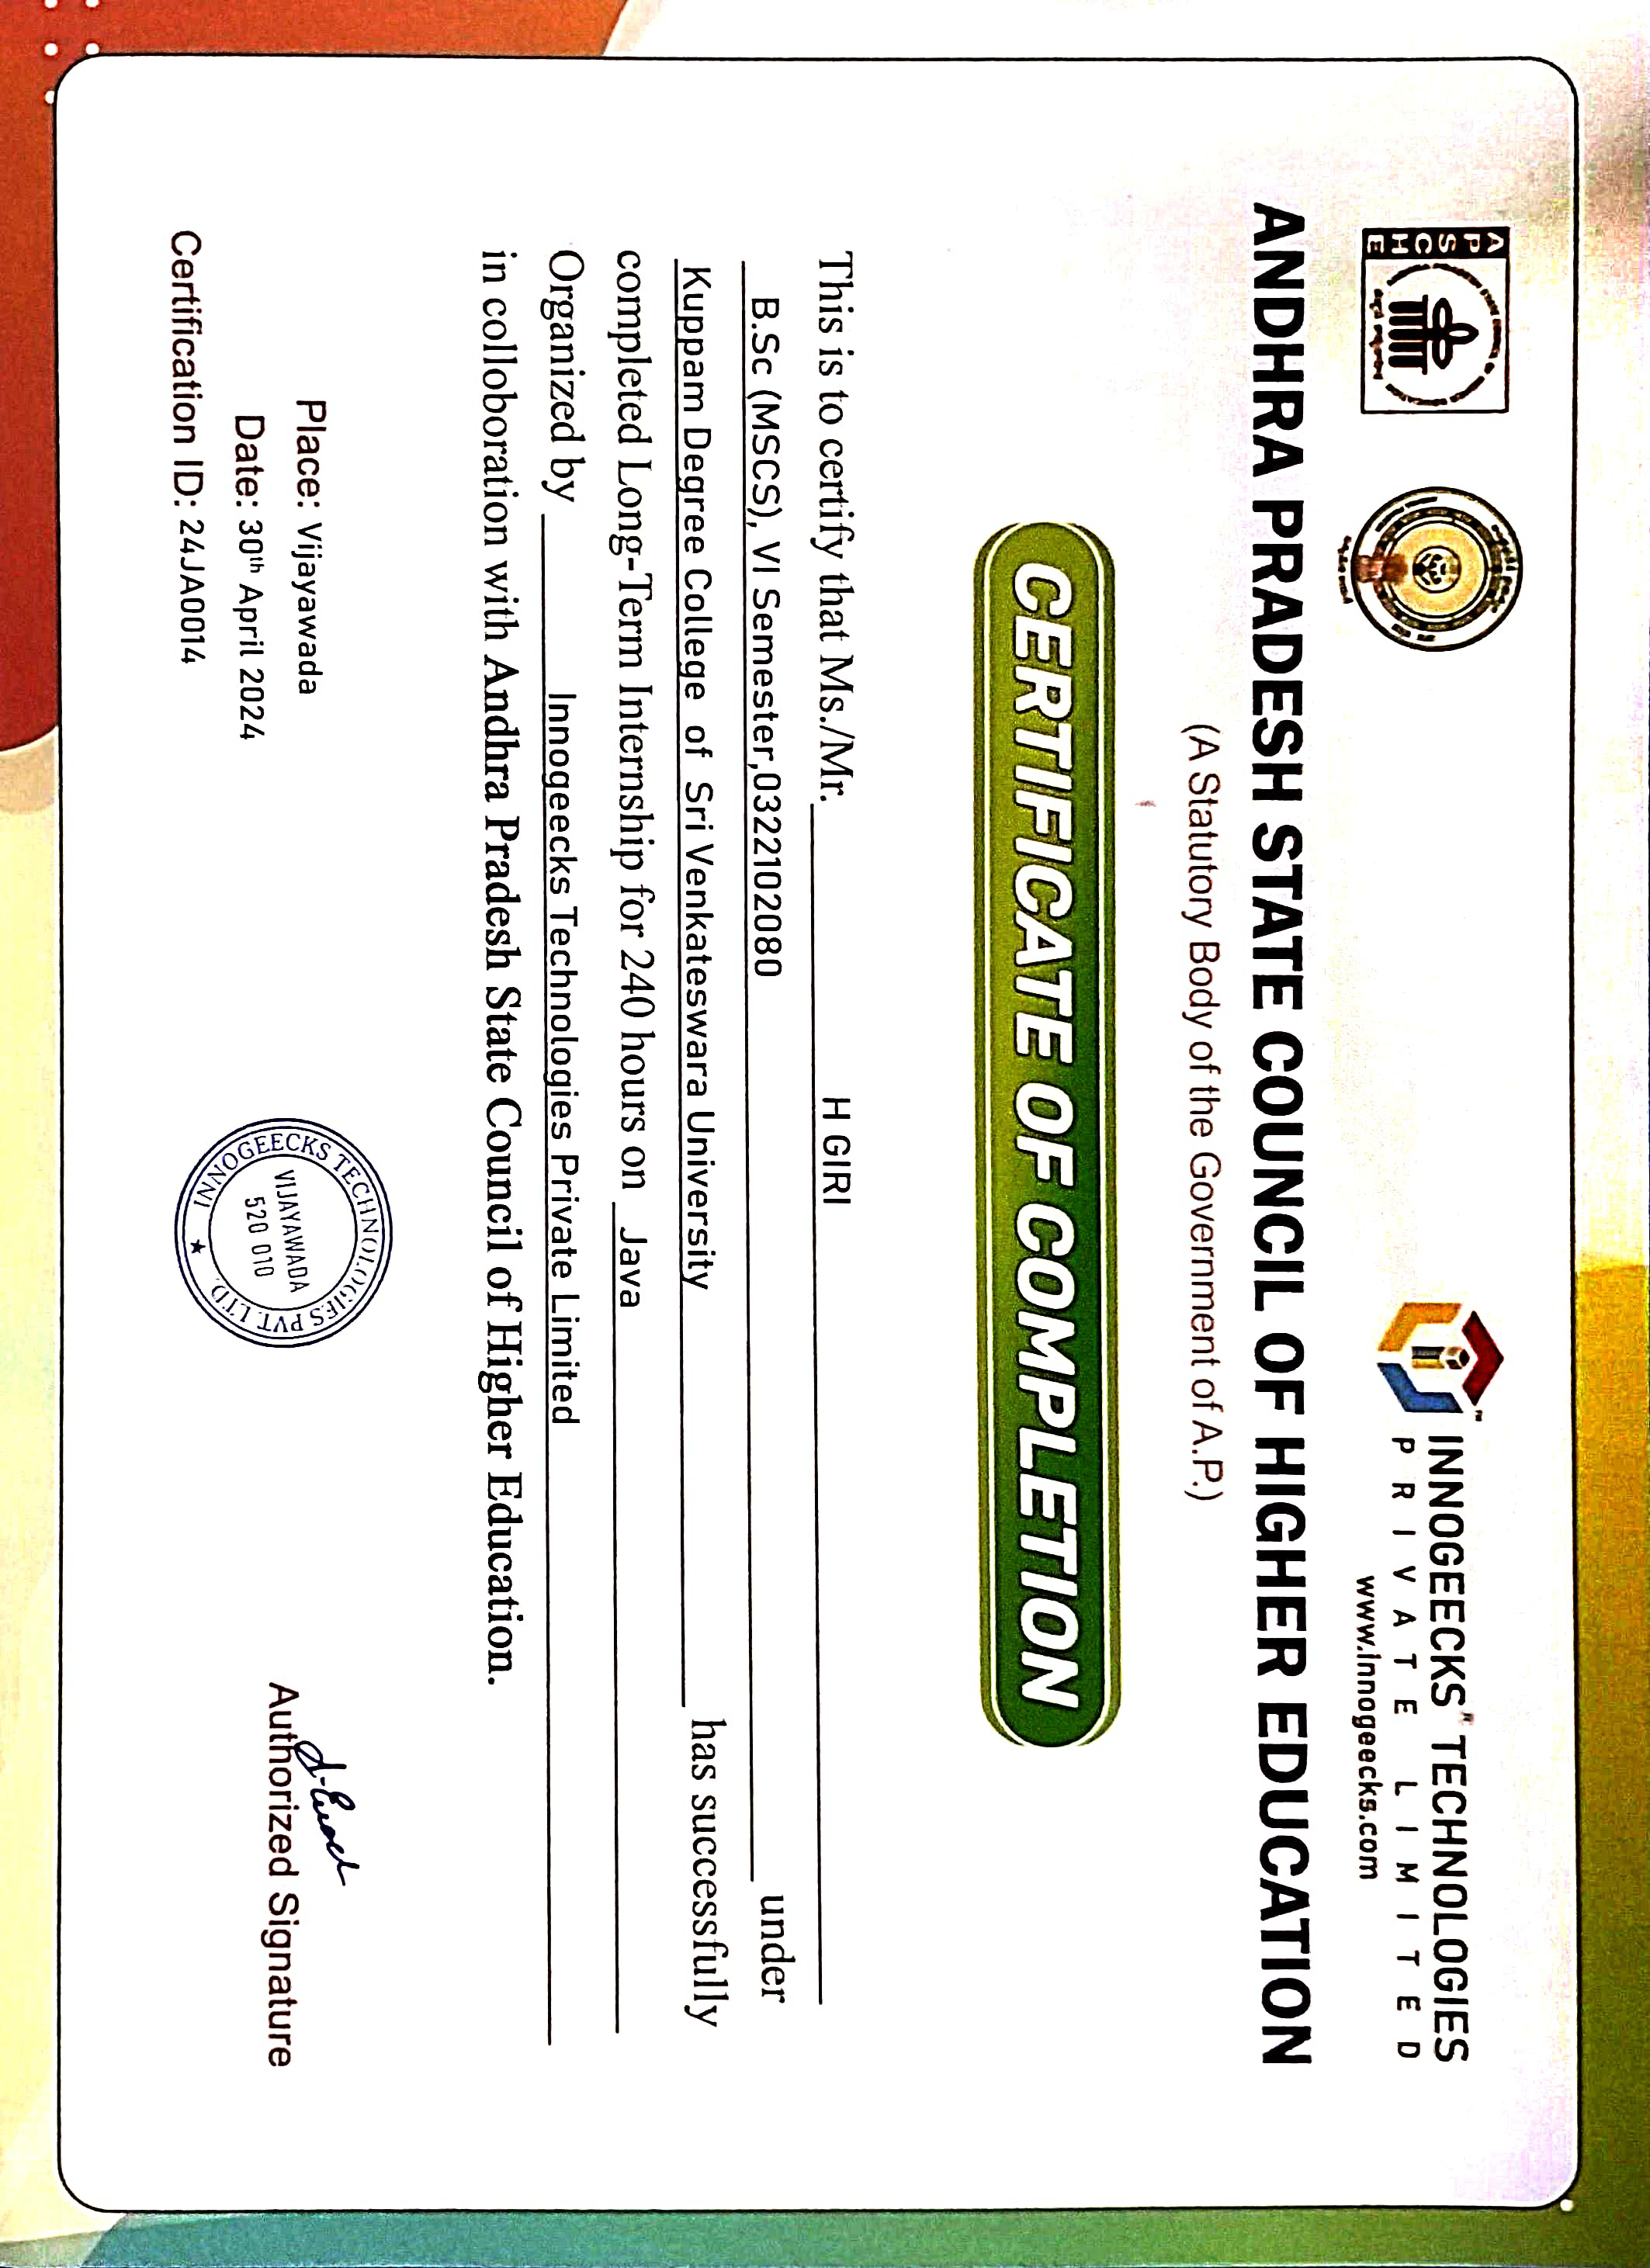 APSCHE
INNOGEECKS TECHNOLOGIES
PRIVATE LIMITED
www.innogeecks.com
ANDHRA PRADESH STATE COUNCIL OF HIGHER EDUCATION
(A Statutory Body of the Government of A.P.)
CERTIFICATE OF COMPLETION
This is to certify that Ms./Mr. H GIRI
B.Sc (MSCS), VI Semester,0322102080 under
Kuppam Degree College of Sri Venkateswara University has successfully
completed Long-Term Internship for 240 hours on Java
Organized by Innogeecks Technologies Private Limited
in colloboration with Andhra Pradesh State Council of Higher Education.
Place: Vijayawada
Date: 30th April 2024
Certification ID: 24JA0014
INNOGEECKS TECHNOLOGIES PVT. LTD. ★
VIJAYAWADA
520 010
Authorized Signature